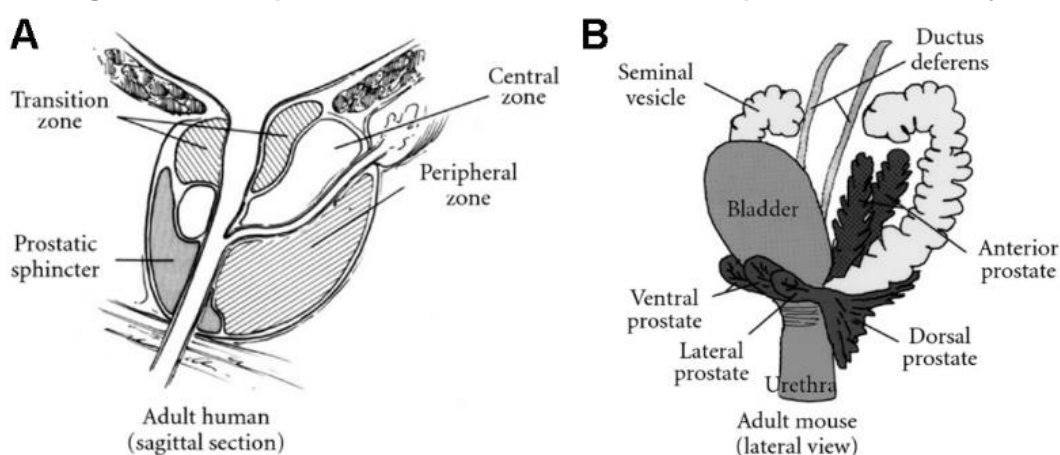 A
Transition
zone
Central
zone
Peripheral
zone
Prostatic
sphincter
Adult human
(sagittal section)
B
Ductus
deferens
Seminal
vesicle
Bladder
Anterior
prostate
Ventral
prostate
Lateral
prostate
Dorsal
prostate
Urethra
Adult mouse
(lateral view)